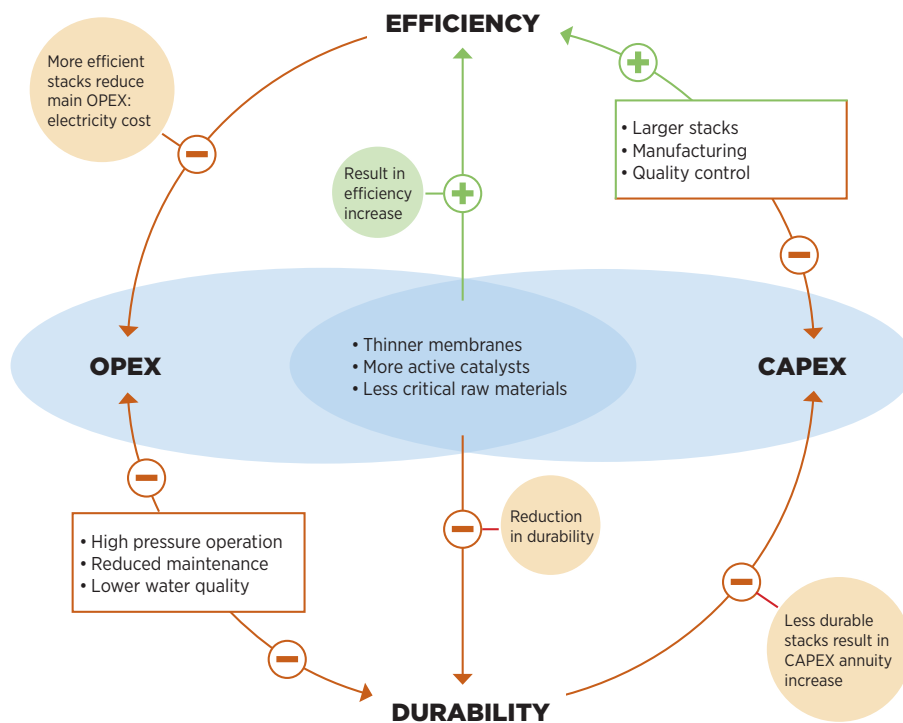 EFFICIENCY
More efficient
stacks reduce
main OPEX:
electricity cost
• Larger stacks
• Manufacturing
• Quality control
Result in
efficiency
increase
OPEX
• Thinner membranes
• More active catalysts
• Less critical raw materials
CAPEX
• High pressure operation
• Reduced maintenance
• Lower water quality
Reduction
in durability
Less durable
stacks result in
CAPEX annuity
increase
DURABILITY